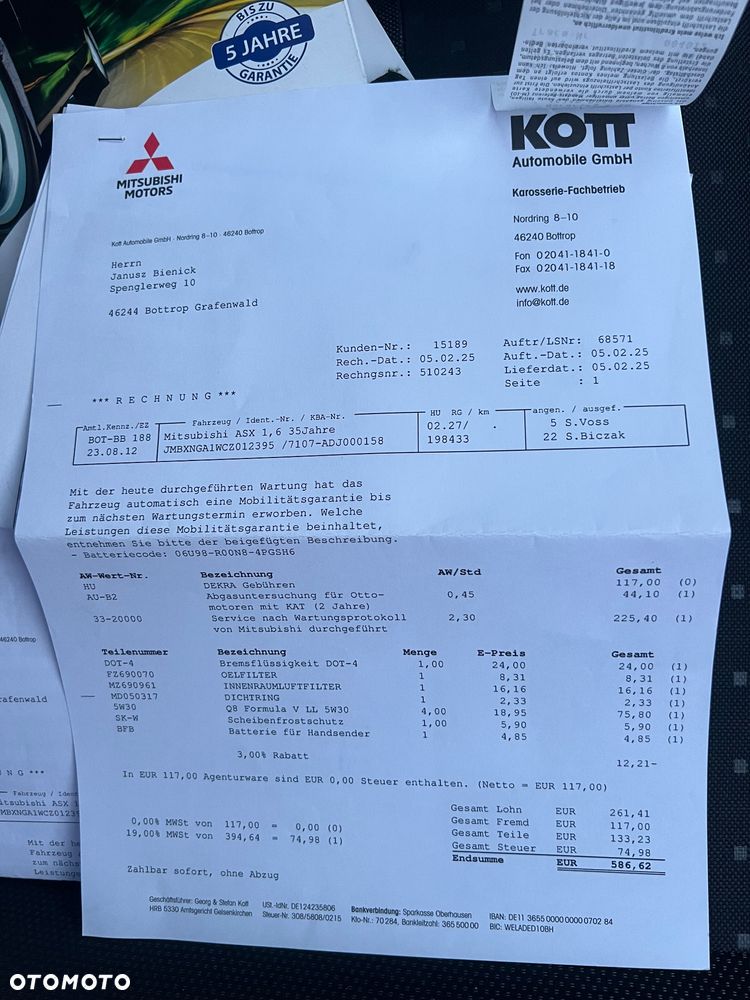 BIS ZU
5 JAHRE
GARANTIE
MITSUBISHI
MOTORS
KOTT
Automobile GmbH
Karosserie-Fachbetrieb
Nordring 8–10
46240 Bottrop
Fon 02041-1841-0
Fax 02041-1841-18
www.kott.de
info@kott.de
Kott Automobile GmbH · Nordring 8–10 · 46240 Bottrop
Herrn
Janusz Bienick
Spenglerweg 10
46244 Bottrop Grafenwald
Kunden-Nr.: 15189 Auftr/LSNr: 68571
Rech.-Dat.: 05.02.25 Auft.-Dat.: 05.02.25
Rechngsnr.: 510243 Lieferdat.: 05.02.25
Seite : 1
*** R E C H N U N G ***
Amtl.Kennz./EZ Fahrzeug / Ident.-Nr. / KBA-Nr. HU RG / km angen. / ausgef.
BOT-BB 188 Mitsubishi ASX 1,6 35Jahre 02.27/ . 5 S.Voss
23.08.12 JMBXNGA1WCZ012395 /7107-ADJ000158 198433 22 S.Biczak
Mit der heute durchgeführten Wartung hat das
Fahrzeug automatisch eine Mobilitätsgarantie bis
zum nächsten Wartungstermin erworben. Welche
Leistungen diese Mobilitätsgarantie beinhaltet,
entnehmen Sie bitte der beigefügten Beschreibung.
- Batteriecode: 06U98-R00N8-4PGSH6
AW-Wert-Nr. Bezeichnung AW/Std Gesamt
HU DEKRA Gebühren 117,00 (0)
AU-B2 Abgasuntersuchung für Otto- 0,45 44,10 (1)
motoren mit KAT (2 Jahre)
33-20000 Service nach Wartungsprotokoll 2,30 225,40 (1)
von Mitsubishi durchgeführt
Teilenummer Bezeichnung Menge E-Preis Gesamt
DOT-4 Bremsflüssigkeit DOT-4 1,00 24,00 24,00 (1)
FZ690070 OELFILTER 1 8,31 8,31 (1)
MZ690961 INNENRAUMLUFTFILTER 1 16,16 16,16 (1)
MD050317 DICHTRING 1 2,33 2,33 (1)
5W30 Q8 Formula V LL 5W30 4,00 18,95 75,80 (1)
SK-W Scheibenfrostschutz 1,00 5,90 5,90 (1)
BFB Batterie für Handsender 1 4,85 4,85 (1)
3,00% Rabatt 12,21-
In EUR 117,00 Agenturware sind EUR 0,00 Steuer enthalten. (Netto = EUR 117,00)
Gesamt Lohn EUR 261,41
0,00% MWSt von 117,00 = 0,00 (0) Gesamt Fremd EUR 117,00
19,00% MWSt von 394,64 = 74,98 (1) Gesamt Teile EUR 133,23
Gesamt Steuer EUR 74,98
Endsumme EUR 586,62
Zahlbar sofort, ohne Abzug
Geschäftsführer: Georg & Stefan Kott USt.-IdNr. DE124235806 Bankverbindung: Sparkasse Oberhausen IBAN: DE11 3655 0000 0000 0702 84
HRB 5330 Amtsgericht Gelsenkirchen Steuer-Nr. 308/5808/0215 Kto-Nr.: 70 284, Bankleitzahl: 365 500 00 BIC: WELADED1OBH
46240 Bottrop
rafenwald
N G ***
Fahrzeug / Iden
itsubishi ASX 1
MBXNGA1WCZ01239
Mit der he
Fahrzeug
zum näch
Leistung
OTOMOTO